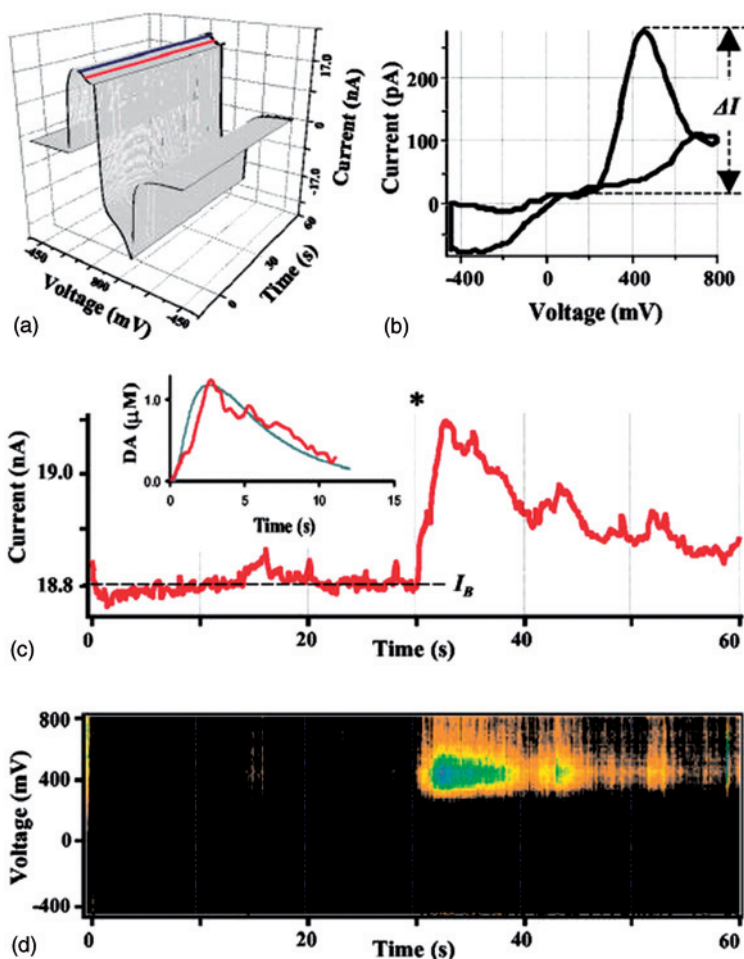 17.0
0
-17.0
Current (nA)
60
30
0
Time (s)
-450
800
-450
Voltage (mV)
(a)
200
100
0
Current (pA)
ΔI
-400
0
400
800
Voltage (mV)
(b)
*
1.0
0.0
DA (μM)
0
5
10
15
Time (s)
19.0
18.8
Current (nA)
I_B
0
20
40
60
Time (s)
(c)
800
400
0
-400
Voltage (mV)
0
20
40
60
Time (s)
(d)